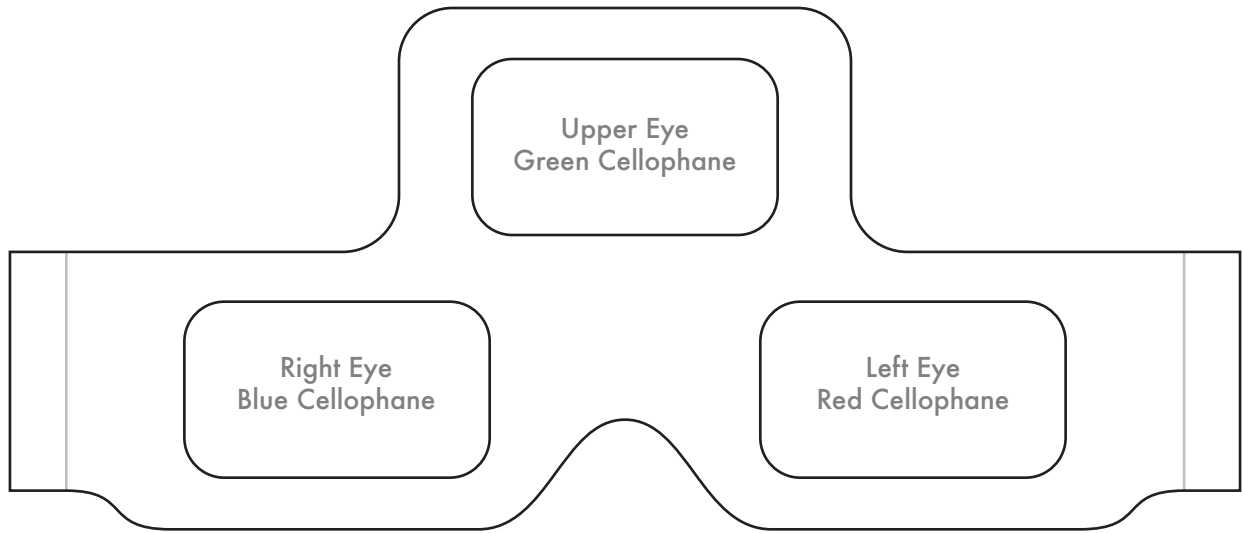 Upper Eye
Green Cellophane
Right Eye
Blue Cellophane
Left Eye
Red Cellophane